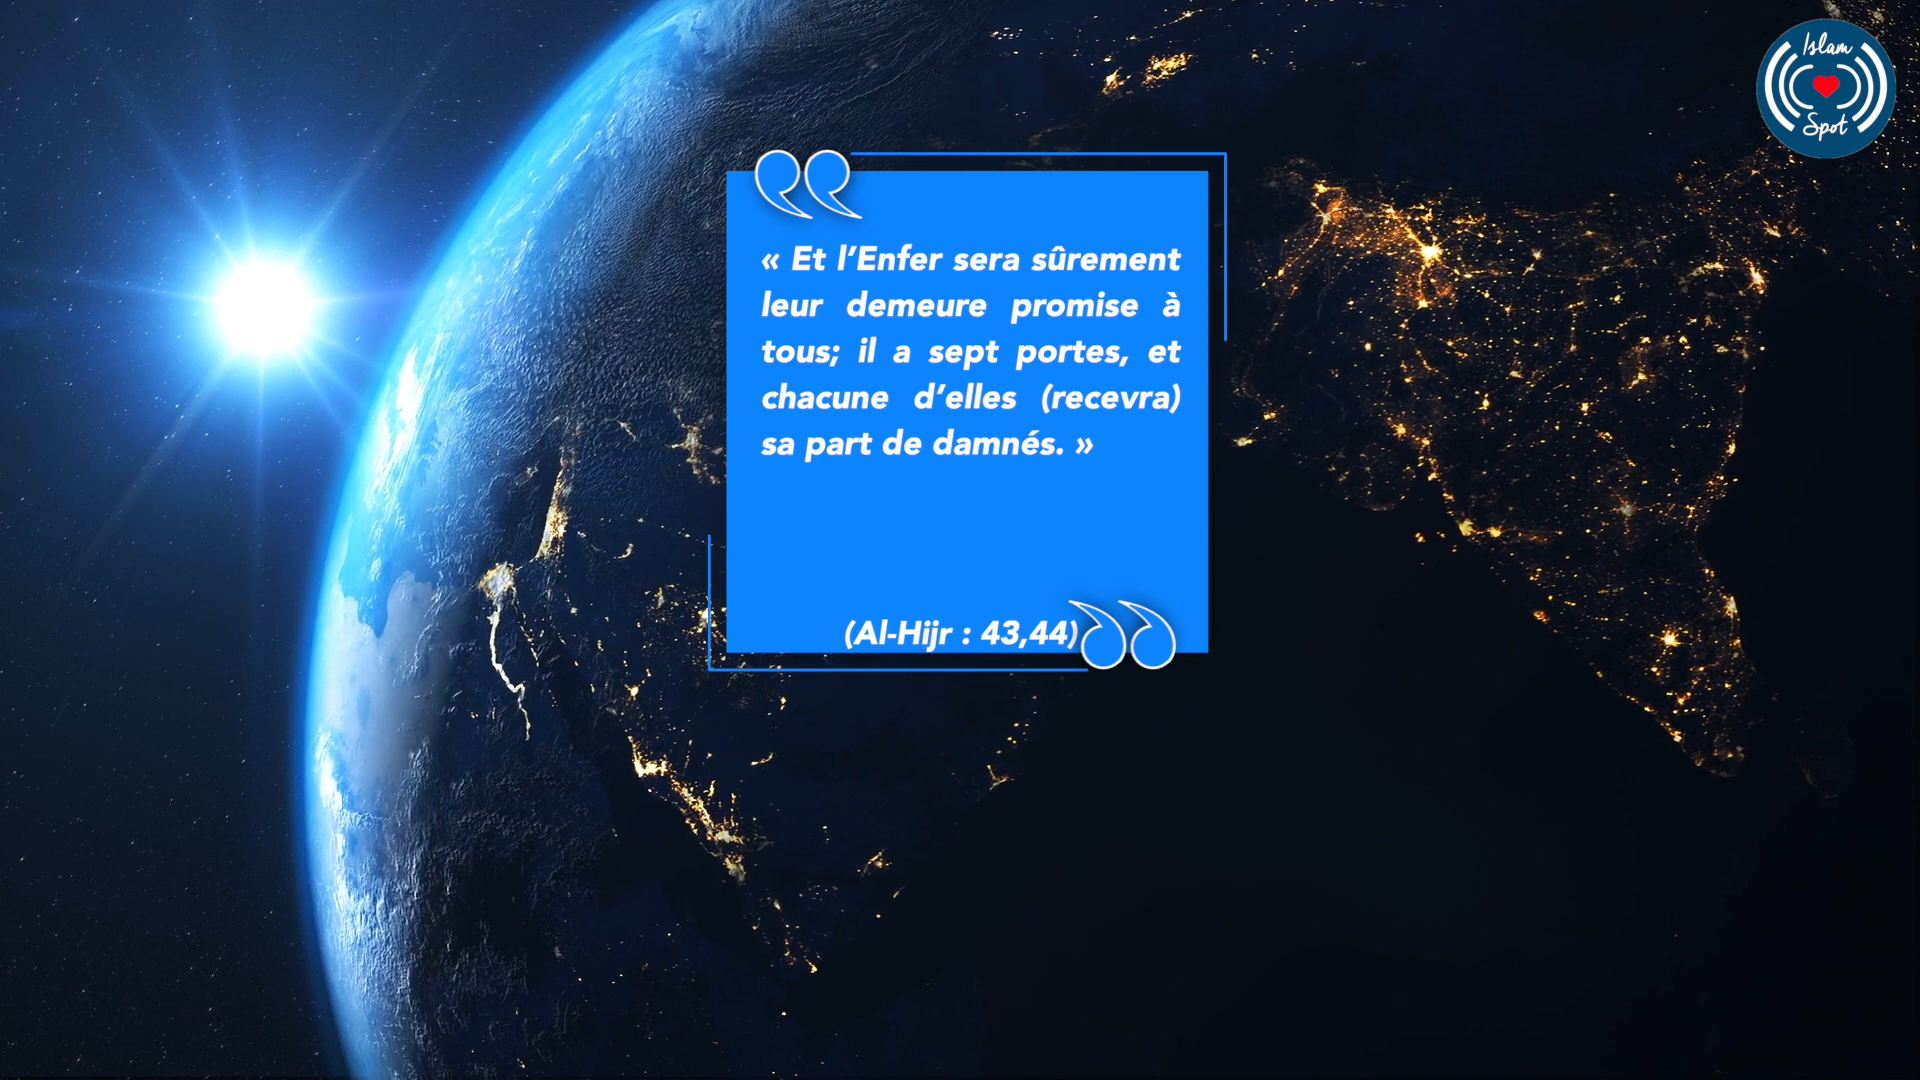 Islam
Spot
« Et l’Enfer sera sûrement
leur demeure promise à
tous; il a sept portes, et
chacune d’elles (recevra)
sa part de damnés. »
(Al-Hijr : 43,44)